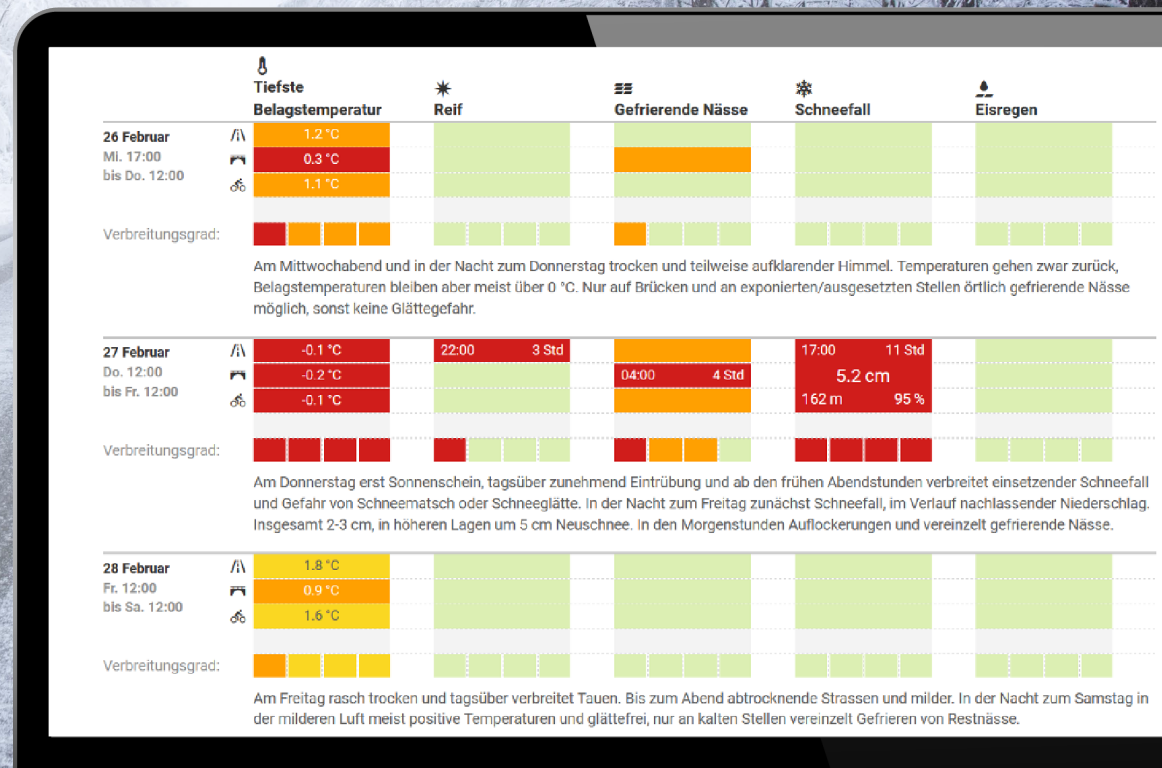 Tiefste
Belagstemperatur Reif Gefrierende Nässe Schneefall Eisregen
26 Februar 1.2 °C
Mi. 17:00 0.3 °C
bis Do. 12:00 1.1 °C
Verbreitungsgrad:
Am Mittwochabend und in der Nacht zum Donnerstag trocken und teilweise aufklarender Himmel. Temperaturen gehen zwar zurück,
Belagstemperaturen bleiben aber meist über 0 °C. Nur auf Brücken und an exponierten/ausgesetzten Stellen örtlich gefrierende Nässe
möglich, sonst keine Glättegefahr.
27 Februar -0.1 °C 22:00 3 Std 17:00 11 Std
Do. 12:00 -0.2 °C 04:00 4 Std 5.2 cm
bis Fr. 12:00 -0.1 °C 162 m 95 %
Verbreitungsgrad:
Am Donnerstag erst Sonnenschein, tagsüber zunehmend Eintrübung und ab den frühen Abendstunden verbreitet einsetzender Schneefall
und Gefahr von Schneematsch oder Schneeglätte. In der Nacht zum Freitag zunächst Schneefall, im Verlauf nachlassender Niederschlag.
Insgesamt 2-3 cm, in höheren Lagen um 5 cm Neuschnee. In den Morgenstunden Auflockerungen und vereinzelt gefrierende Nässe.
28 Februar 1.8 °C
Fr. 12:00 0.9 °C
bis Sa. 12:00 1.6 °C
Verbreitungsgrad:
Am Freitag rasch trocken und tagsüber verbreitet Tauen. Bis zum Abend abtrocknende Strassen und milder. In der Nacht zum Samstag in
der milderen Luft meist positive Temperaturen und glättefrei, nur an kalten Stellen vereinzelt Gefrieren von Restnässe.